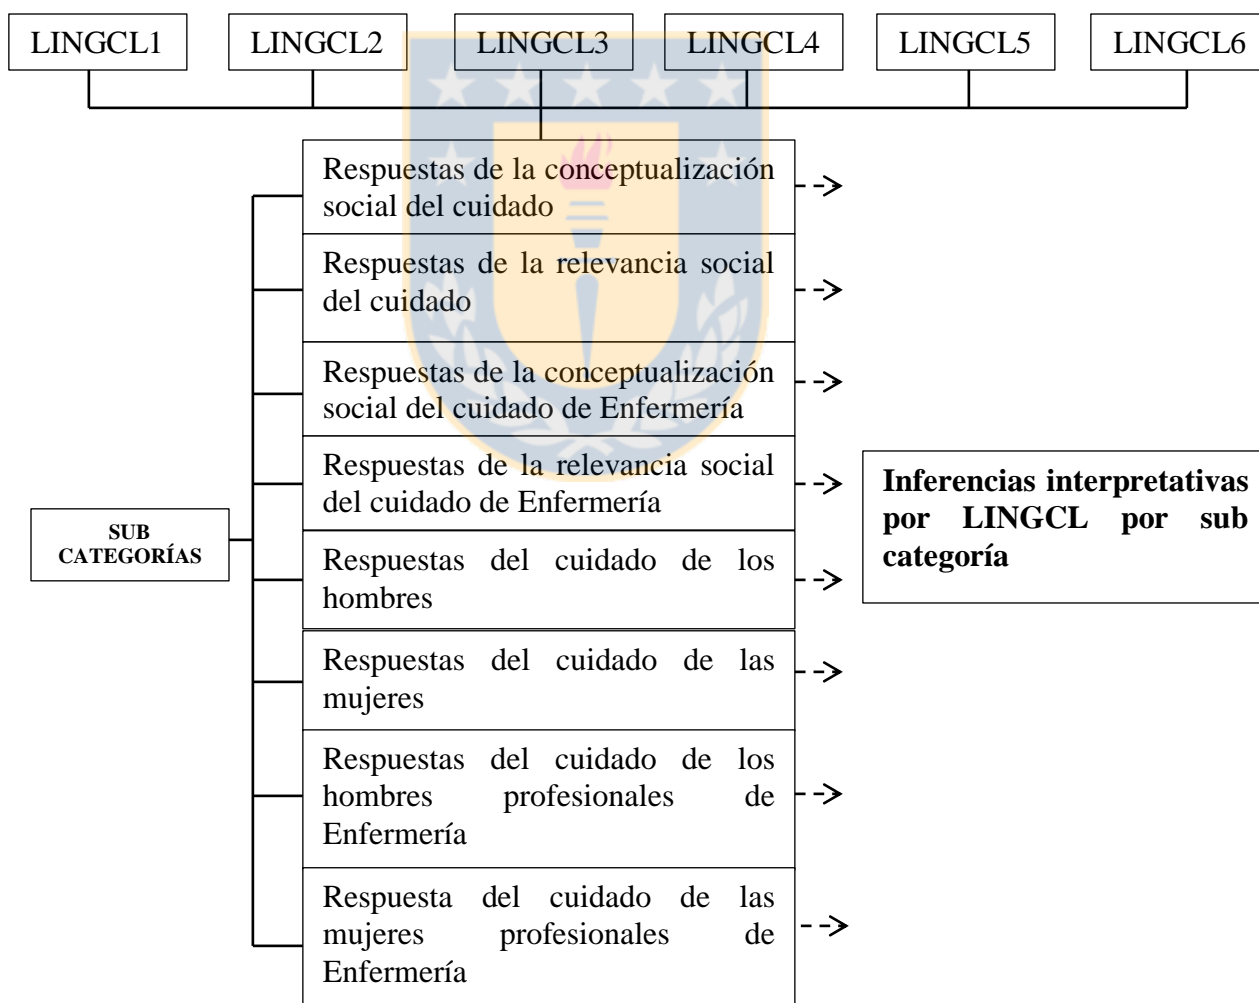 LINGCL1 LINGCL2 LINGCL3 LINGCL4 LINGCL5 LINGCL6
Respuestas de la conceptualización
social del cuidado
Respuestas de la relevancia social
del cuidado
Respuestas de la conceptualización
social del cuidado de Enfermería
Respuestas de la relevancia social
del cuidado de Enfermería
Inferencias interpretativas
por LINGCL por sub
categoría
SUB
CATEGORÍAS
Respuestas del cuidado de los
hombres
Respuestas del cuidado de las
mujeres
Respuestas del cuidado de los
hombres profesionales de
Enfermería
Respuesta del cuidado de las
mujeres profesionales de
Enfermería